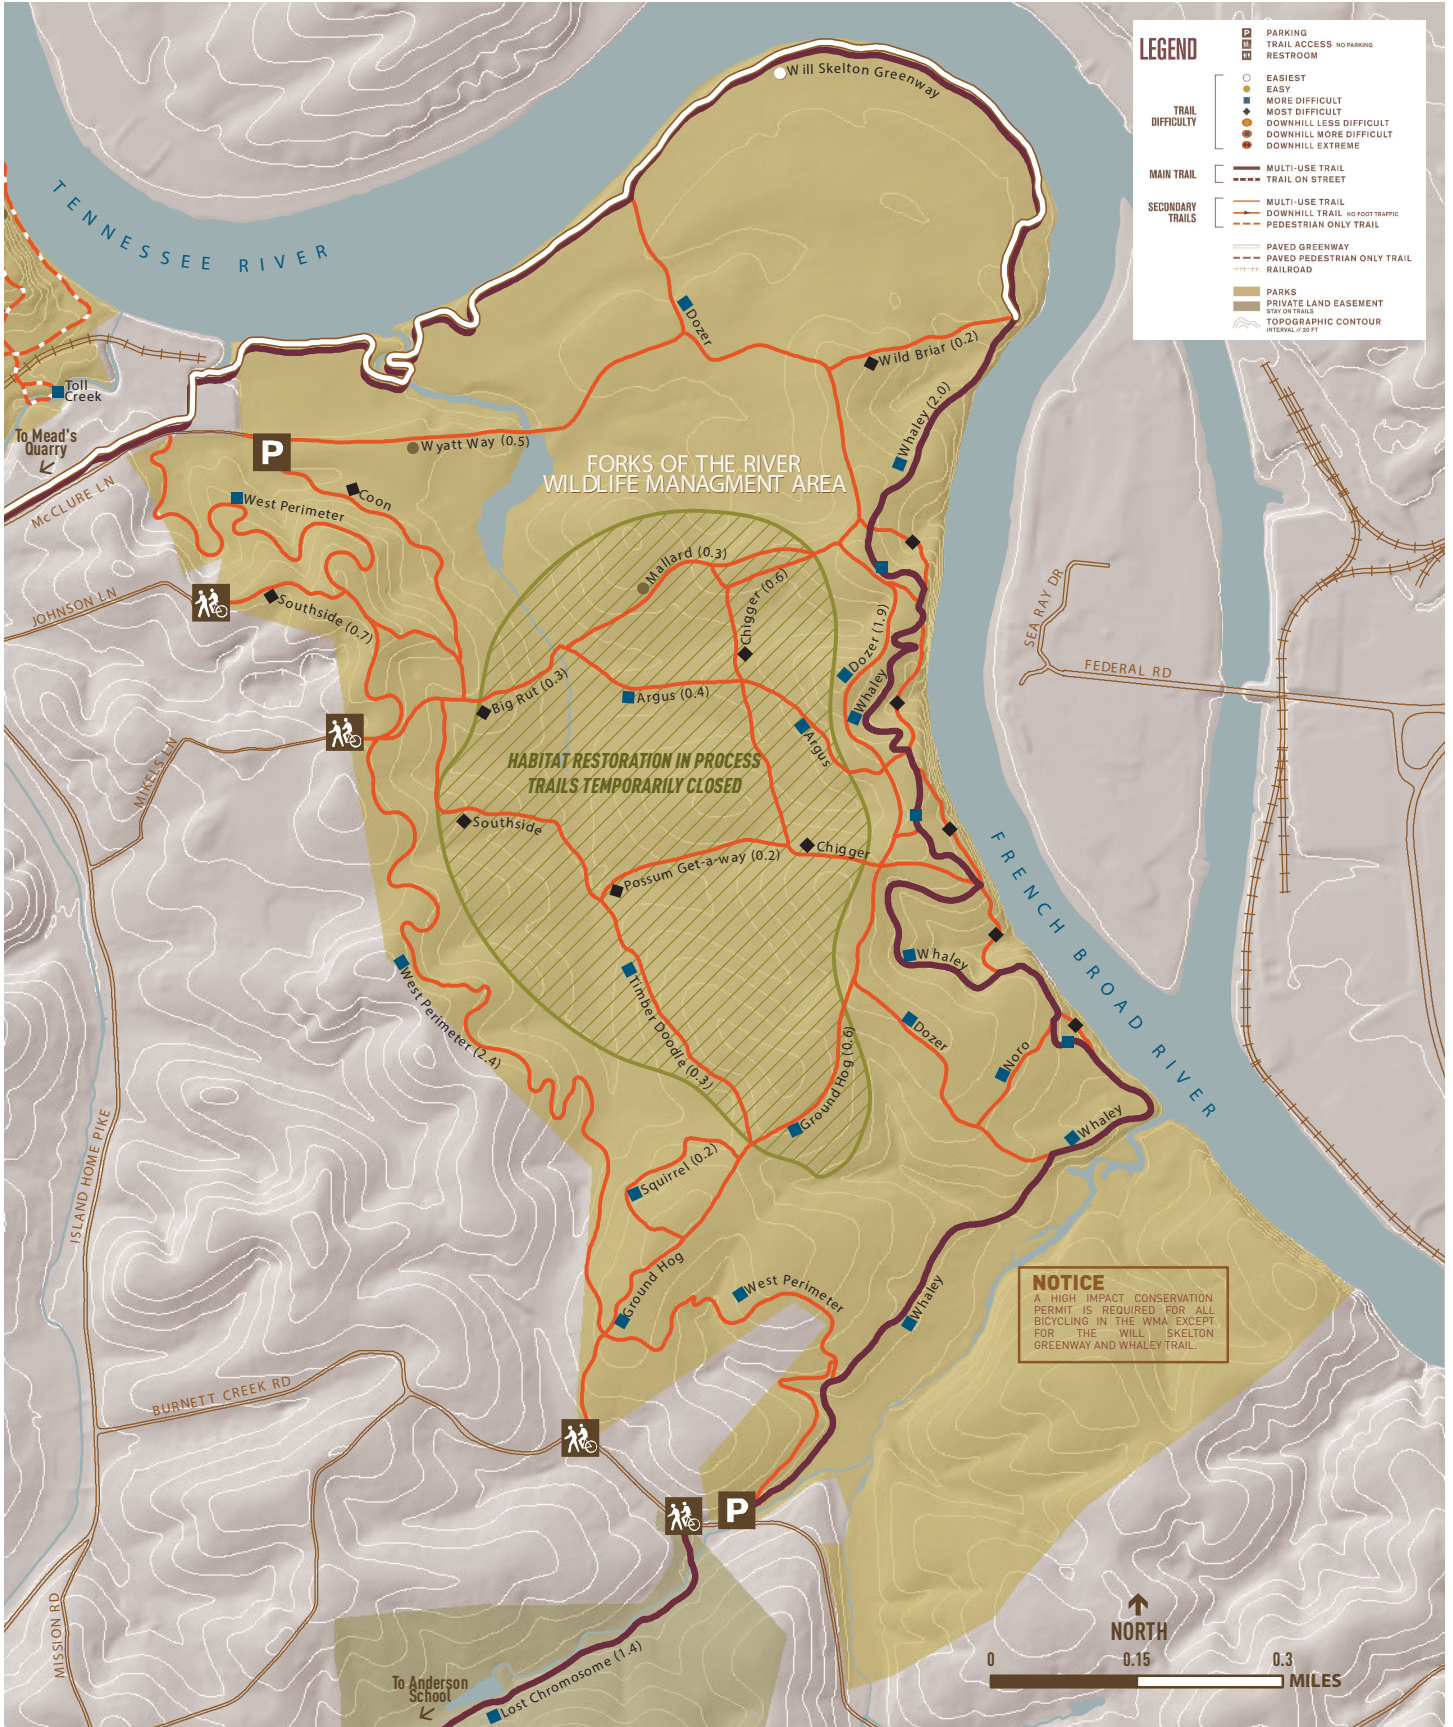 LEGEND
P PARKING
TRAIL ACCESS NO PARKING
RESTROOM
TRAIL DIFFICULTY
EASIEST
EASY
MORE DIFFICULT
MOST DIFFICULT
DOWNHILL LESS DIFFICULT
DOWNHILL MORE DIFFICULT
DOWNHILL EXTREME
MAIN TRAIL
MULTI-USE TRAIL
TRAIL ON STREET
SECONDARY TRAILS
MULTI-USE TRAIL
DOWNHILL TRAIL NO FOOT TRAFFIC
PEDESTRIAN ONLY TRAIL
PAVED GREENWAY
PAVED PEDESTRIAN ONLY TRAIL
RAILROAD
PARKS
PRIVATE LAND EASEMENT
STAY ON TRAILS
TOPOGRAPHIC CONTOUR
INTERVAL // 20 FT
Will Skelton Greenway
TENNESSEE RIVER
Dozer
Wild Briar (0.2)
Toll
Creek
Whaley (2.0)
To Mead's
Quarry
P
Wyatt Way (0.5)
FORKS OF THE RIVER
WILDLIFE MANAGMENT AREA
McCLURE LN
Coon
West Perimeter
Mallard (0.3)
Chigger (0.6)
JOHNSON LN
Southside (0.7)
SEA RAY DR
Dozer (1.9)
FEDERAL RD
Big Rut (0.3)
Argus (0.4)
Whaley
Argus
MIKELS LN
HABITAT RESTORATION IN PROCESS
TRAILS TEMPORARILY CLOSED
Southside
Chigger
Possum Get-a-way (0.2)
FRENCH BROAD RIVER
Whaley
West Perimeter (2.4)
Timber Doodle (0.3)
Dozer
Noro
Ground Hog (0.6)
Whaley
ISLAND HOME PIKE
Squirrel (0.2)
Ground Hog
West Perimeter
Whaley
NOTICE
A HIGH IMPACT CONSERVATION
PERMIT IS REQUIRED FOR ALL
BICYCLING IN THE WMA EXCEPT
FOR THE WILL SKELTON
GREENWAY AND WHALEY TRAIL.
BURNETT CREEK RD
P
MISSION RD
NORTH
0 0.15 0.3
MILES
To Anderson
School
Lost Chromosome (1.4)